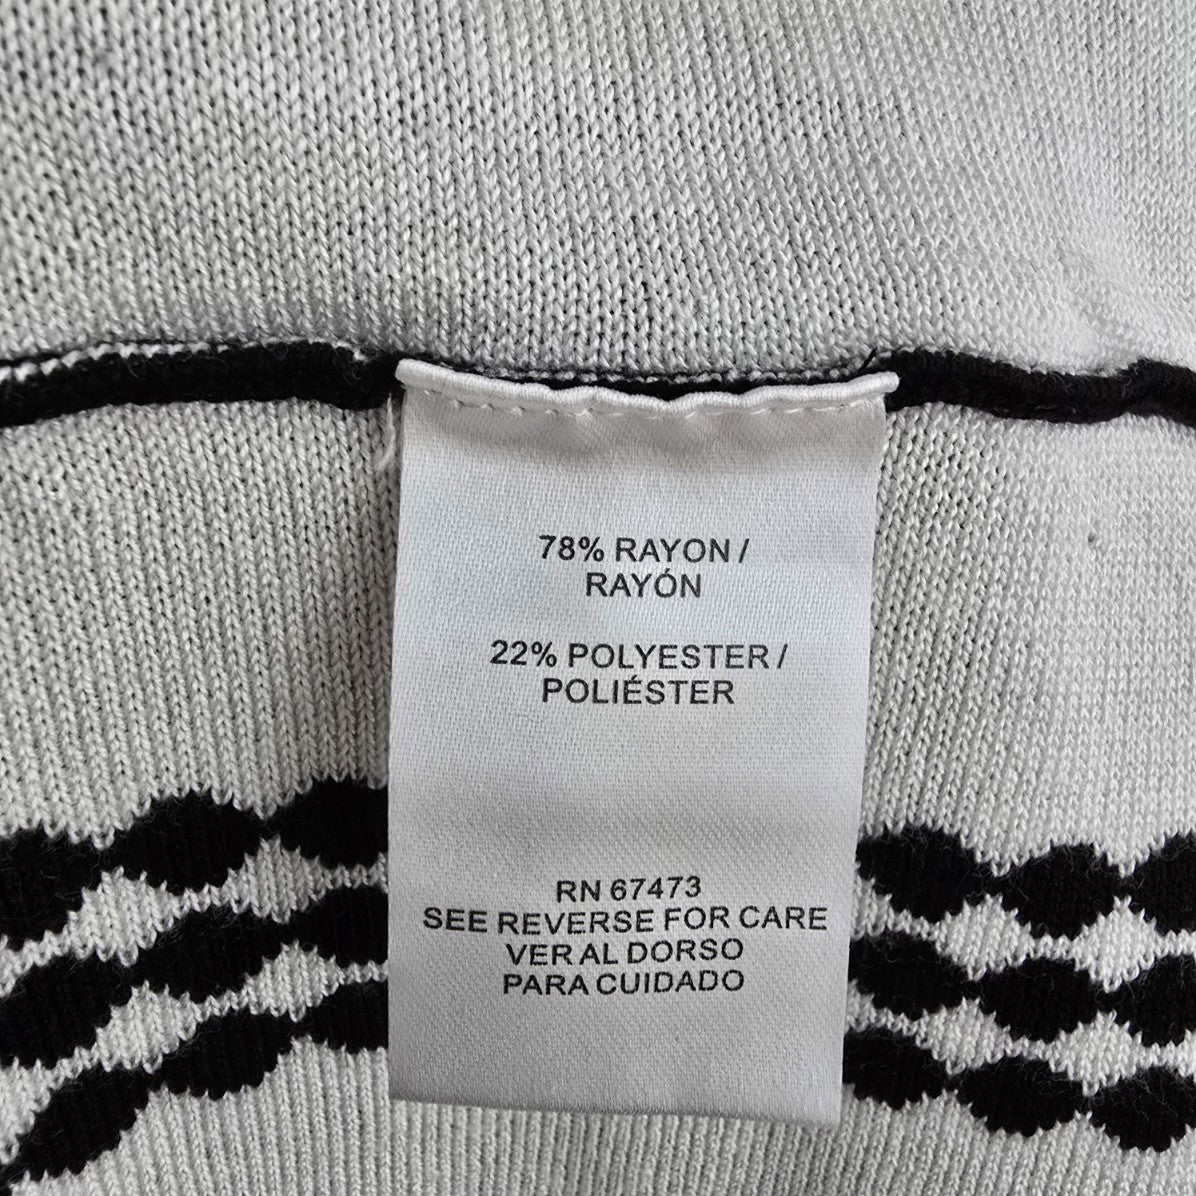 78% RAYON /
RAYÓN
22% POLYESTER /
POLIÉSTER
RN 67473
SEE REVERSE FOR CARE
VER AL DORSO
PARA CUIDADO